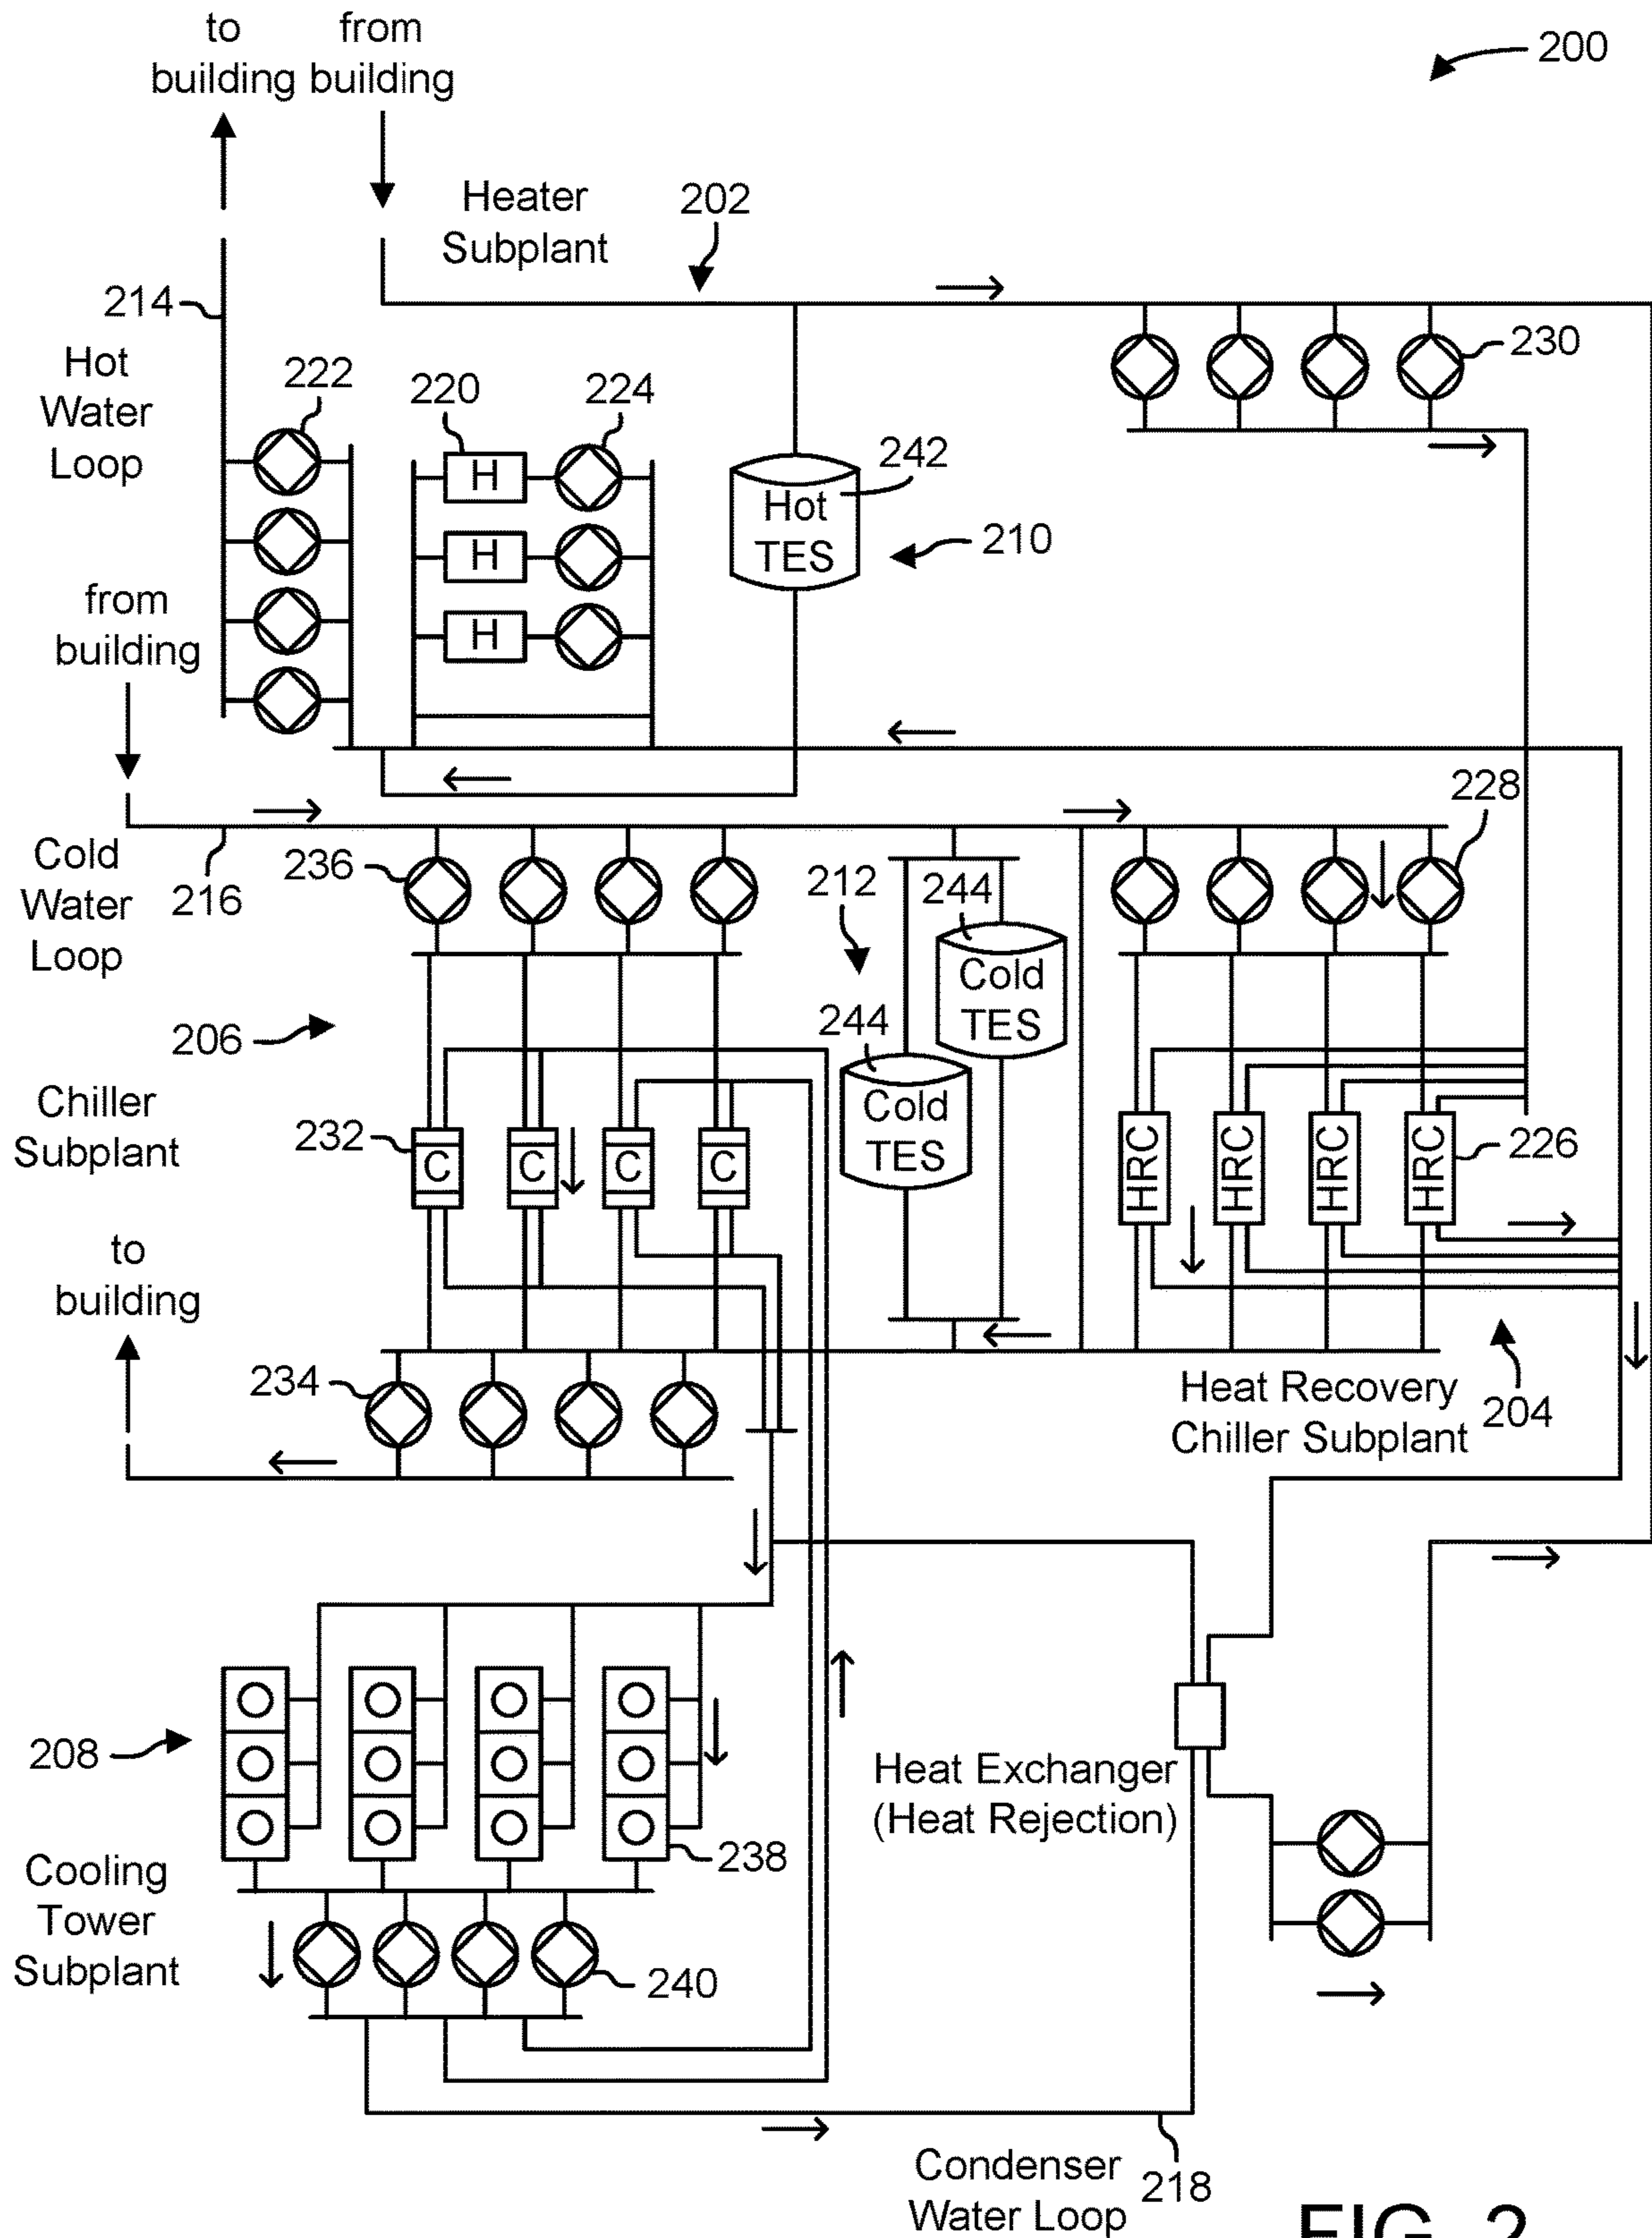 to from
building building
200
Heater
Subplant
202
214
Hot
Water
Loop
222
220
224
230
H
H
H
242
Hot
TES
210
from
building
228
Cold
Water
Loop
216
236
212
244
Cold
TES
244
Cold
TES
206
Chiller
Subplant
232
C
C
C
C
HRC
HRC
HRC
HRC
226
to
building
234
Heat Recovery
Chiller Subplant
204
208
Heat Exchanger
(Heat Rejection)
238
Cooling
Tower
Subplant
240
Condenser
Water Loop
218
FIG. 2